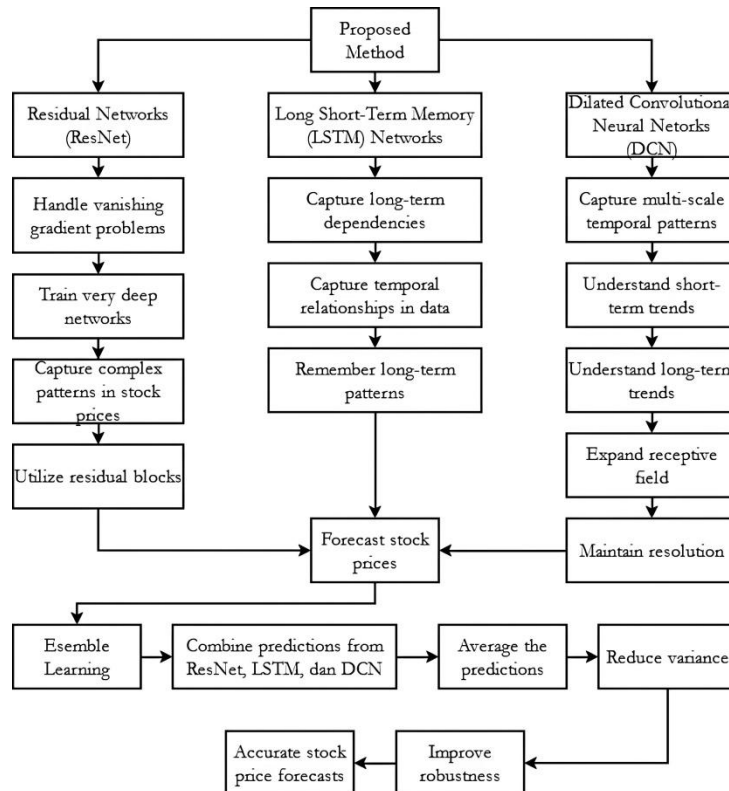 Proposed
Method
Residual Networks
(ResNet)
Long Short-Term Memory
(LSTM) Networks
Dilated Convolutiona
Neural Netorks
(DCN)
Handle vanishing
gradient problems
Capture long-term
dependencies
Capture multi-scale
temporal patterns
Train very deep
networks
Capture temporal
relationships in data
Understand short-
term trends
Capture complex
patterns in stock
prices
Remember long-term
patterns
Understand long-term
trends
Utilize residual blocks
Expand receptive
field
Forecast stock
prices
Maintain resolution
Esemble
Learning
Combine predictions from
ResNet, LSTM, dan DCN
Average the
predictions
Reduce variance
Accurate stock
price forecasts
Improve
robustness